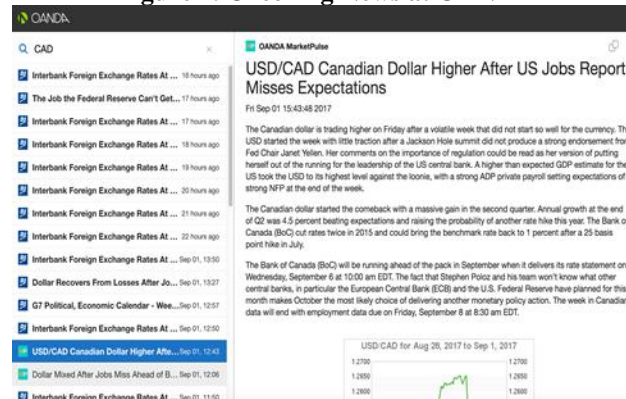 OANDA
CAD
Interbank Foreign Exchange Rates At ... 16 hours ago
The Job the Federal Reserve Can't Get... 17 hours ago
Interbank Foreign Exchange Rates At ... 17 hours ago
Interbank Foreign Exchange Rates At ... 18 hours ago
Interbank Foreign Exchange Rates At ... 19 hours ago
Interbank Foreign Exchange Rates At ... 20 hours ago
Interbank Foreign Exchange Rates At ... 21 hours ago
Interbank Foreign Exchange Rates At ... 22 hours ago
Interbank Foreign Exchange Rates At ... Sep 01, 13:50
Dollar Recovers From Losses After Jo... Sep 01, 13:27
G7 Political, Economic Calendar - Wee... Sep 01, 12:57
Interbank Foreign Exchange Rates At ... Sep 01, 12:50
USD/CAD Canadian Dollar Higher Afte... Sep 01, 12:43
Dollar Mixed After Jobs Miss Ahead of B... Sep 01, 12:06
Interbank Foreign Exchange Rates At ... Sep 01, 11:50
OANDA MarketPulse
USD/CAD Canadian Dollar Higher After US Jobs Report
Misses Expectations
Fri Sep 01 15:43:48 2017
The Canadian dollar is trading higher on Friday after a volatile week that did not start so well for the currency. Th
USD started the week with little traction after a Jackson Hole summit did not produce a strong endorsement fro
Fed Chair Janet Yellen. Her comments on the importance of regulation could be read as her version of putting
herself out of the running for the leadership of the US central bank. A higher than expected GDP estimate for the
US took the USD to its highest level against the loonie, with a strong ADP private payroll setting expectations of
strong NFP at the end of the week.
The Canadian dollar started the comeback with a massive gain in the second quarter. Annual growth at the end
of Q2 was 4.5 percent beating expectations and raising the probability of another rate hike this year. The Bank o
Canada (BoC) cut rates twice in 2015 and could bring the benchmark rate back to 1 percent after a 25 basis
point hike in July.
The Bank of Canada (BoC) will be running ahead of the pack in September when it delivers its rate statement on
Wednesday, September 6 at 10:00 am EDT. The fact that Stephen Poloz and his team won't know what other
central banks, in particular the European Central Bank (ECB) and the U.S. Federal Reserve have planned for this
month makes October the most likely choice of delivering another monetary policy action. The week in Canadian
data will end with employment data due on Friday, September 8 at 8:30 am EDT.
USD/CAD for Aug 28, 2017 to Sep 1, 2017
1.2700 1.2700
1.2650 1.2650
1.2600 1.2600